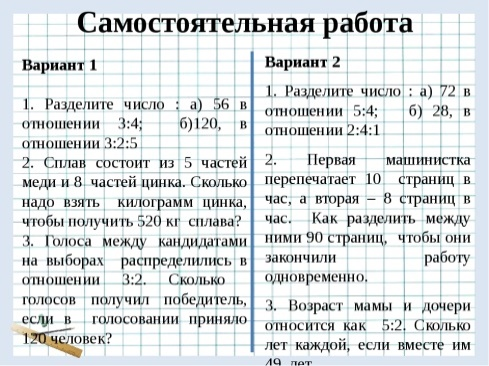 Самостоятельная работа
Вариант 1
1. Разделите число : а) 56 в
отношении 3:4; б)120, в
отношении 3:2:5
2. Сплав состоит из 5 частей
меди и 8 частей цинка. Сколько
надо взять килограмм цинка,
чтобы получить 520 кг сплава?
3. Голоса между кандидатами
на выборах распределились в
отношении 3:2. Сколько
голосов получил победитель,
если в голосовании приняло
120 человек?
Вариант 2
1. Разделите число : а) 72 в
отношении 5:4; б) 28, в
отношении 2:4:1
2. Первая машинистка
перепечатает 10 страниц в
час, а вторая – 8 страниц в
час. Как разделить между
ними 90 страниц, чтобы они
закончили работу
одновременно.
3. Возраст мамы и дочери
относится как 5:2. Сколько
лет каждой, если вместе им
49 лет